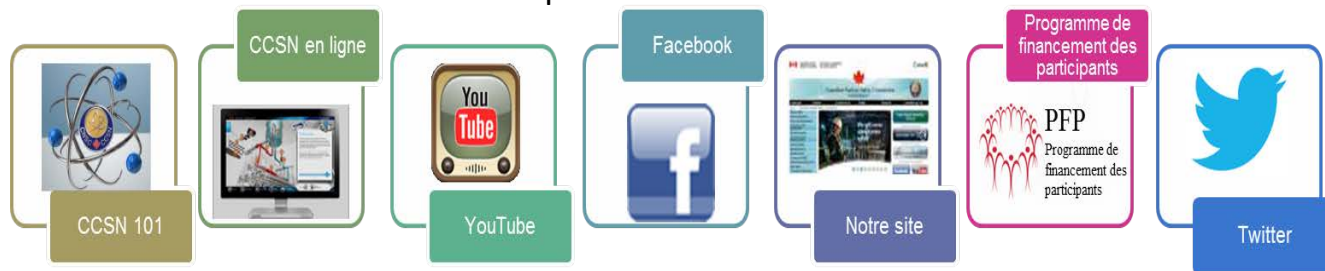 CCSN 101
CCSN en ligne
You
Tube
YouTube
Facebook
f
Notre site
Programme de
financement des
participants
PFP
Programme de
financement des
participants
Twitter